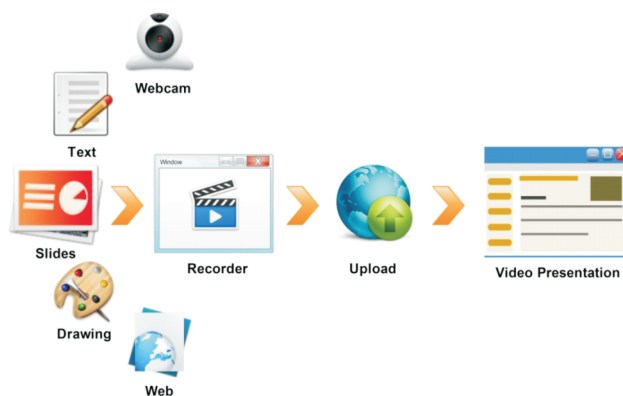 Webcam
Text
Window
Slides
Recorder
Upload
Video Presentation
Drawing
Web